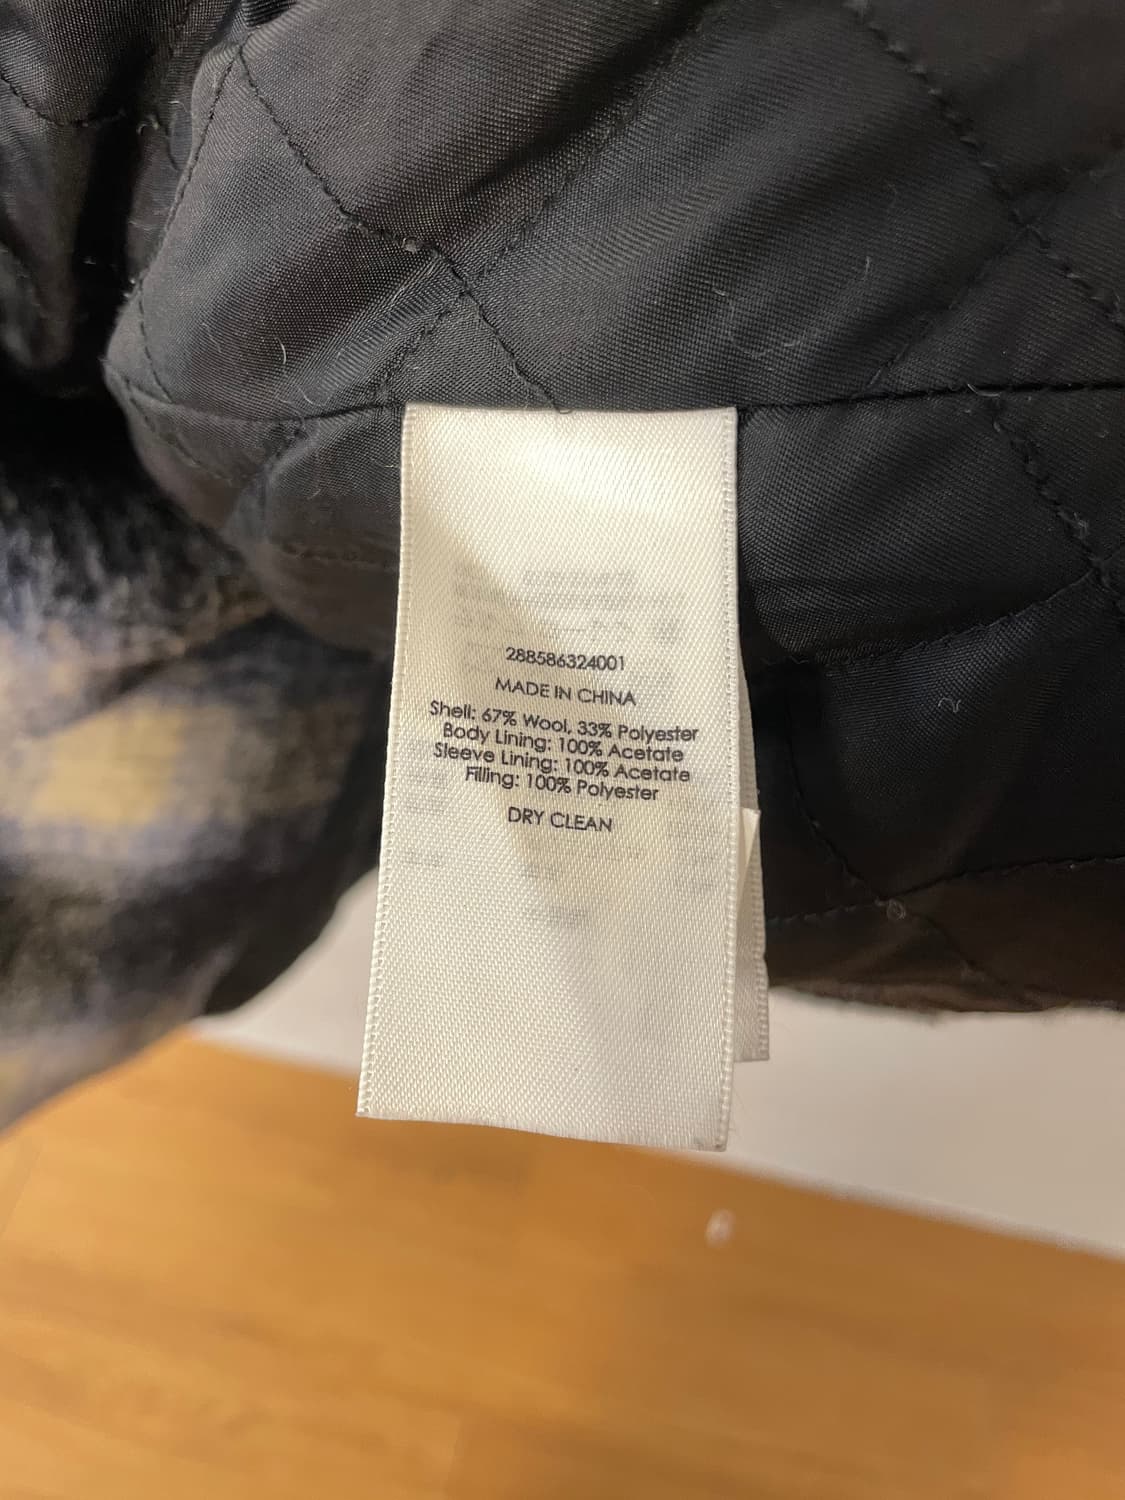 288586324001
MADE IN CHINA
Shell: 67% Wool, 33% Polyester
Body Lining: 100% Acetate
Sleeve Lining: 100% Acetate
Filling: 100% Polyester
DRY CLEAN